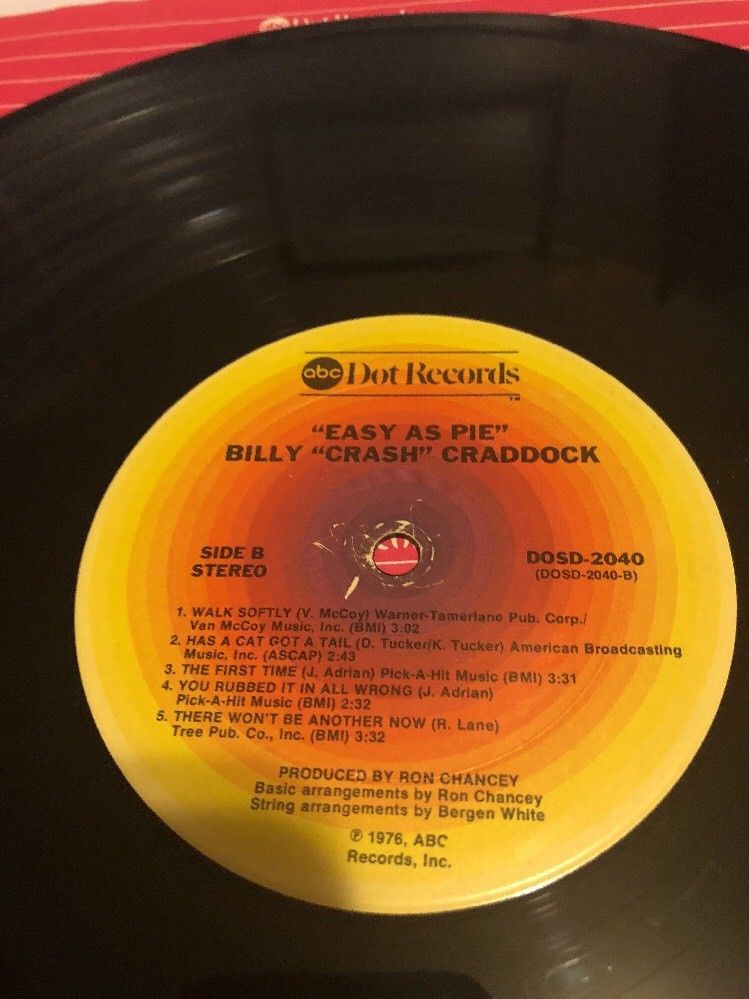 abc Dot Records
™
"EASY AS PIE"
BILLY "CRASH" CRADDOCK
SIDE B
STEREO
DOSD-2040
(DOSD-2040-B)
1. WALK SOFTLY (V. McCoy) Warner-Tamerlane Pub. Corp./
Van McCoy Music, Inc. (BMI) 3:02
2. HAS A CAT GOT A TAIL (D. Tucker/K. Tucker) American Broadcasting
Music, Inc. (ASCAP) 2:43
3. THE FIRST TIME (J. Adrian) Pick-A-Hit Music (BMI) 3:31
4. YOU RUBBED IT IN ALL WRONG (J. Adrian)
Pick-A-Hit Music (BMI) 2:32
5. THERE WON'T BE ANOTHER NOW (R. Lane)
Tree Pub. Co., Inc. (BMI) 3:32
PRODUCED BY RON CHANCEY
Basic arrangements by Ron Chancey
String arrangements by Bergen White
℗ 1976, ABC
Records, Inc.